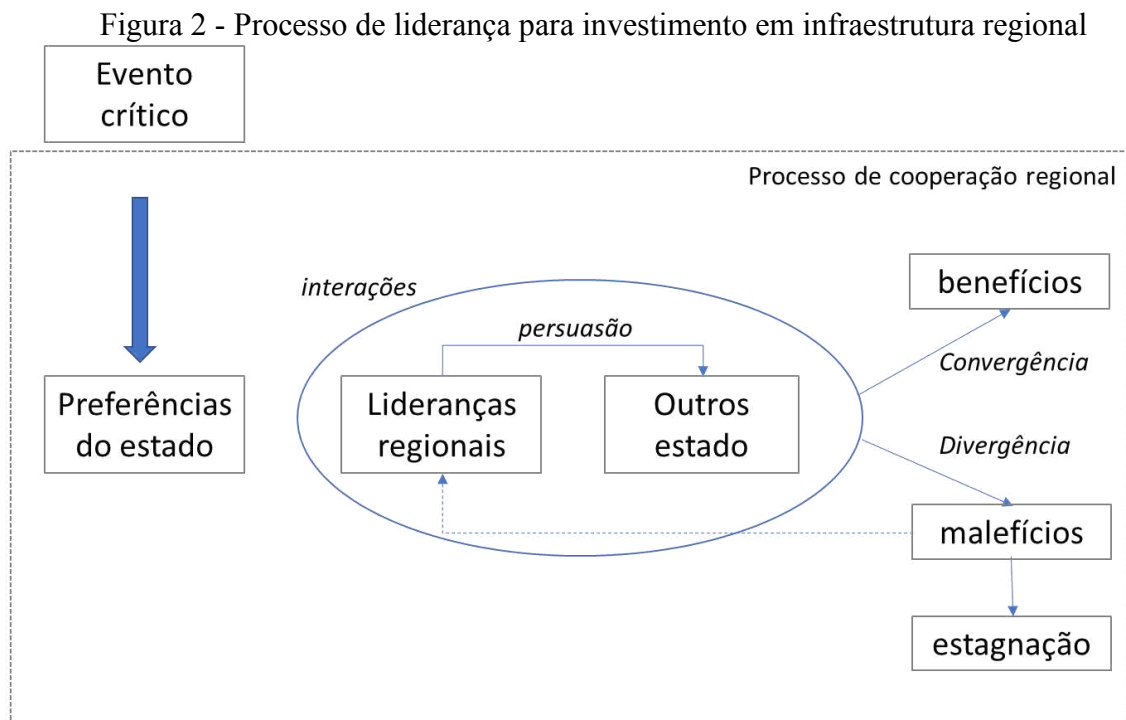 Figura 2 - Processo de liderança para investimento em infraestrutura regional
Evento
crítico
Processo de cooperação regional
interações
persuasão
benefícios
Convergência
Preferências
do estado
Lideranças
regionais
Outros
estado
Divergência
malefícios
estagnação